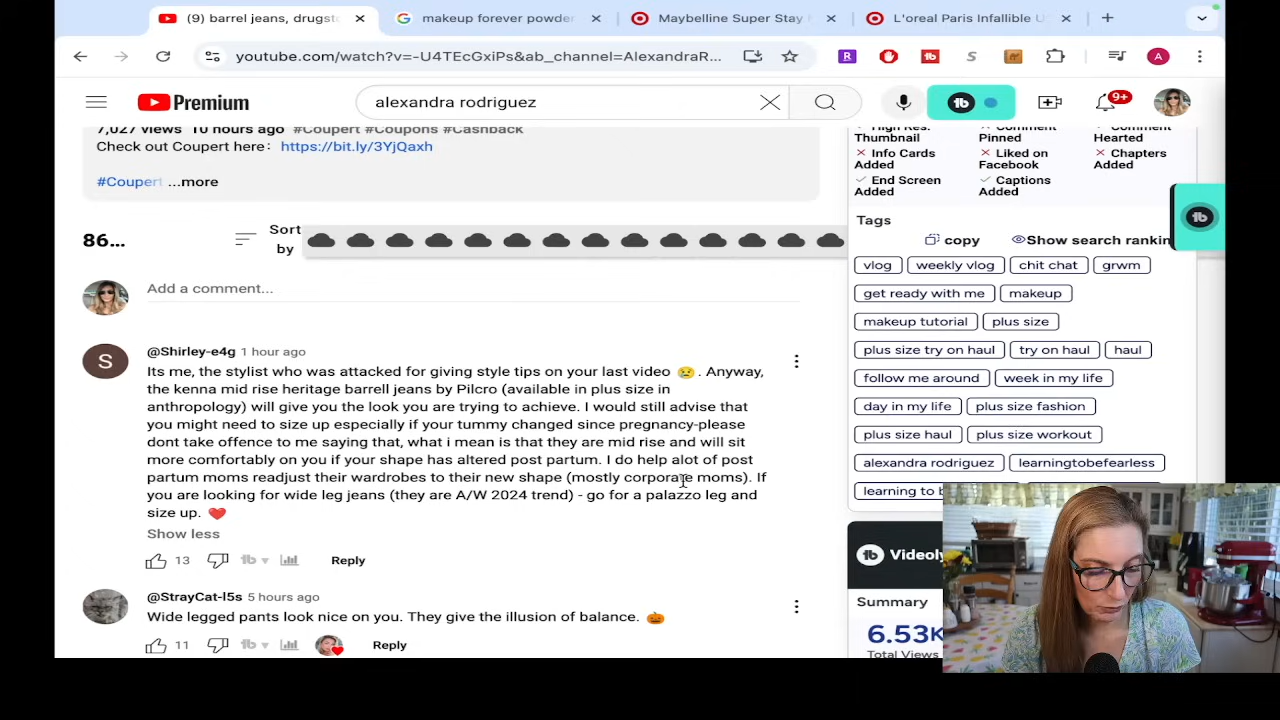 (9) barrel jeans, drugst
makeup forever powder
Maybelline Super Stay
L'oreal Paris Infallible
youtube.com/watch?v=-U4TEcGxiPs&ab_channel=AlexandraR...
R
tb
S
A
Premium
alexandra rodriguez
tb
9+
7,027 views 10 hours ago #Coupert #Coupons #Cashback
Check out Coupert here: https://bit.ly/3YjQaxh
#Coupert ...more
86...
Sort by
Add a comment...
S
@Shirley-e4g 1 hour ago
Its me, the stylist who was attacked for giving style tips on your last video 😢 . Anyway,
the kenna mid rise heritage barrell jeans by Pilcro (available in plus size in
anthropology) will give you the look you are trying to achieve. I would still advise that
you might need to size up especially if your tummy changed since pregnancy-please
dont take offence to me saying that, what i mean is that they are mid rise and will sit
more comfortably on you if your shape has altered post partum. I do help alot of post
partum moms readjust their wardrobes to their new shape (mostly corporate moms). If
you are looking for wide leg jeans (they are A/W 2024 trend) - go for a palazzo leg and
size up. ❤️
Show less
13 tb Reply
@StrayCat-l5s 5 hours ago
Wide legged pants look nice on you. They give the illusion of balance. 🎃
11 tb Reply
High Res. Thumbnail
Comment Pinned
Comment Hearted
Info Cards Added
Liked on Facebook
Chapters Added
End Screen Added
Captions Added
tb
Tags
copy Show search rankin
vlog weekly vlog chit chat grwm
get ready with me makeup
makeup tutorial plus size
plus size try on haul try on haul haul
follow me around week in my life
day in my life plus size fashion
plus size haul plus size workout
alexandra rodriguez learningtobefearless
learning to b
tb Videoly
Summary
6.53K
Total Views